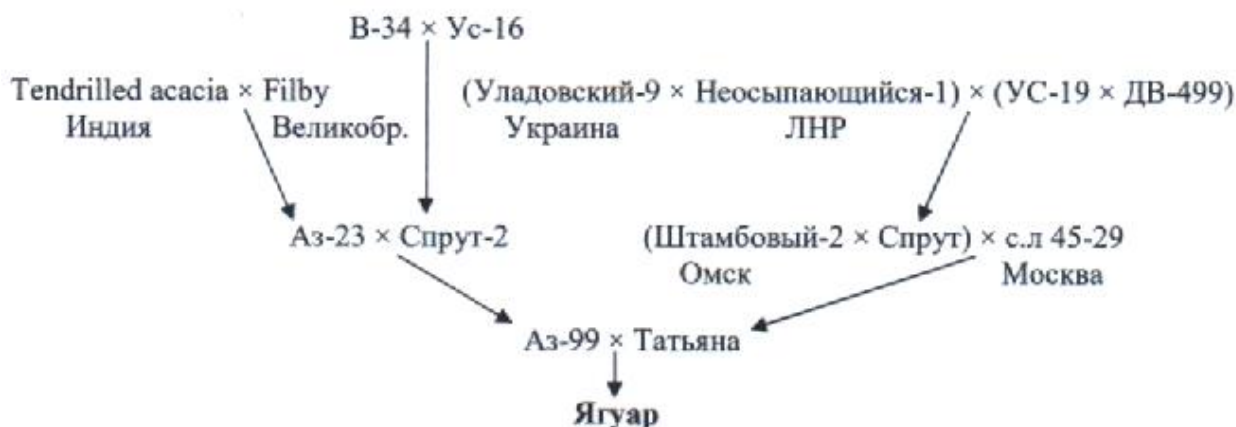 В-34 × Ус-16
Tendrilled acacia × Filby (Уладовский-9 × Неосыпающийся-1) × (УС-19 × ДВ-499)
Индия Великобр. Украина ЛНР
Аз-23 × Спрут-2 (Штамбовый-2 × Спрут) × с.л 45-29
Омск Москва
Аз-99 × Татьяна
Ягуар